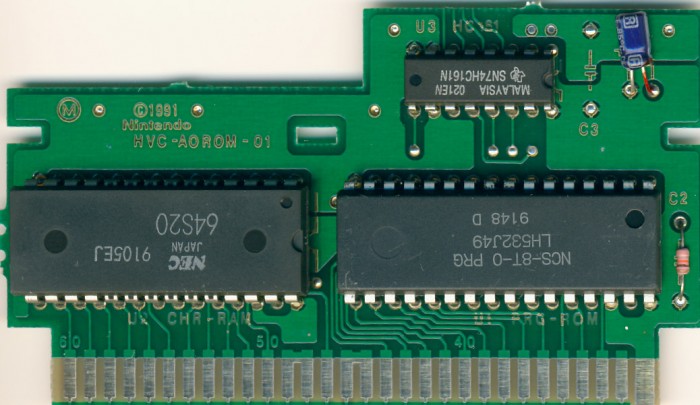 U3 HC-61
SN74HC161N
MALAYSIA 021EN
M
©1991
Nintendo
HVC-AOROM-01
C3
64S20
9105EJ
NEC
JAPAN
9148 D
LH532J49
NCS-8T-0 PRG
C2
U2 CHR-RAM
U1 PRG-ROM
60
50
40